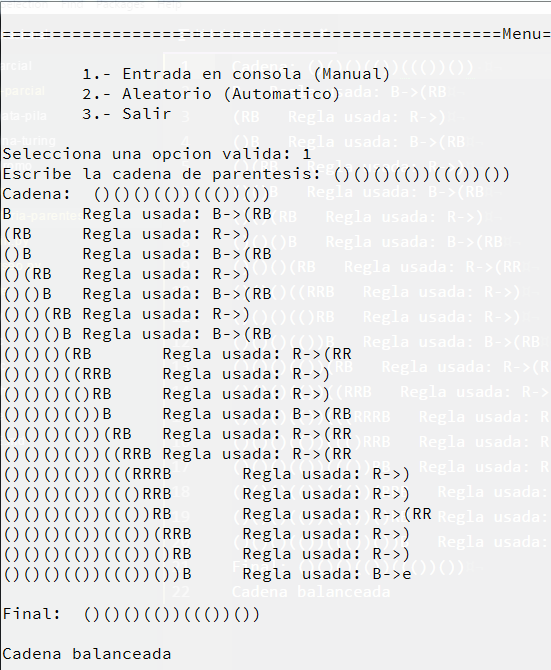 ==================================================Menu=
1.- Entrada en consola (Manual)
2.- Aleatorio (Automatico)
3.- Salir
Selecciona una opcion valida: 1
Escribe la cadena de parentesis: ()()()(())((())())
Cadena:  ()()()(())((())())
B       Regla usada: B->(RB
(RB     Regla usada: R->)
()B     Regla usada: B->(RB
()(RB   Regla usada: R->)
()()B   Regla usada: B->(RB
()()(RB Regla usada: R->)
()()()B Regla usada: B->(RB
()()()(RB       Regla usada: R->(RR
()()()((RRB     Regla usada: R->)
()()()(()RB     Regla usada: R->)
()()()(())B     Regla usada: B->(RB
()()()(())(RB   Regla usada: R->(RR
()()()(())((RRB Regla usada: R->(RR
()()()(())(((RRRB       Regla usada: R->)
()()()(())((()RRB       Regla usada: R->)
()()()(())((())RB       Regla usada: R->(RR
()()()(())((())(RRB     Regla usada: R->)
()()()(())((())()RB     Regla usada: R->)
()()()(())((())())B     Regla usada: B->e
Final:  ()()()(())((())())
Cadena balanceada